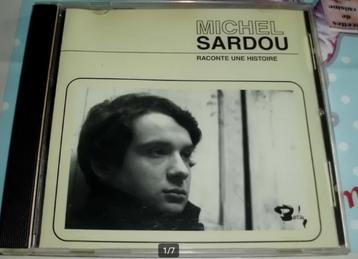 MICHEL
SARDOU
RACONTE UNE HISTOIRE
1/7